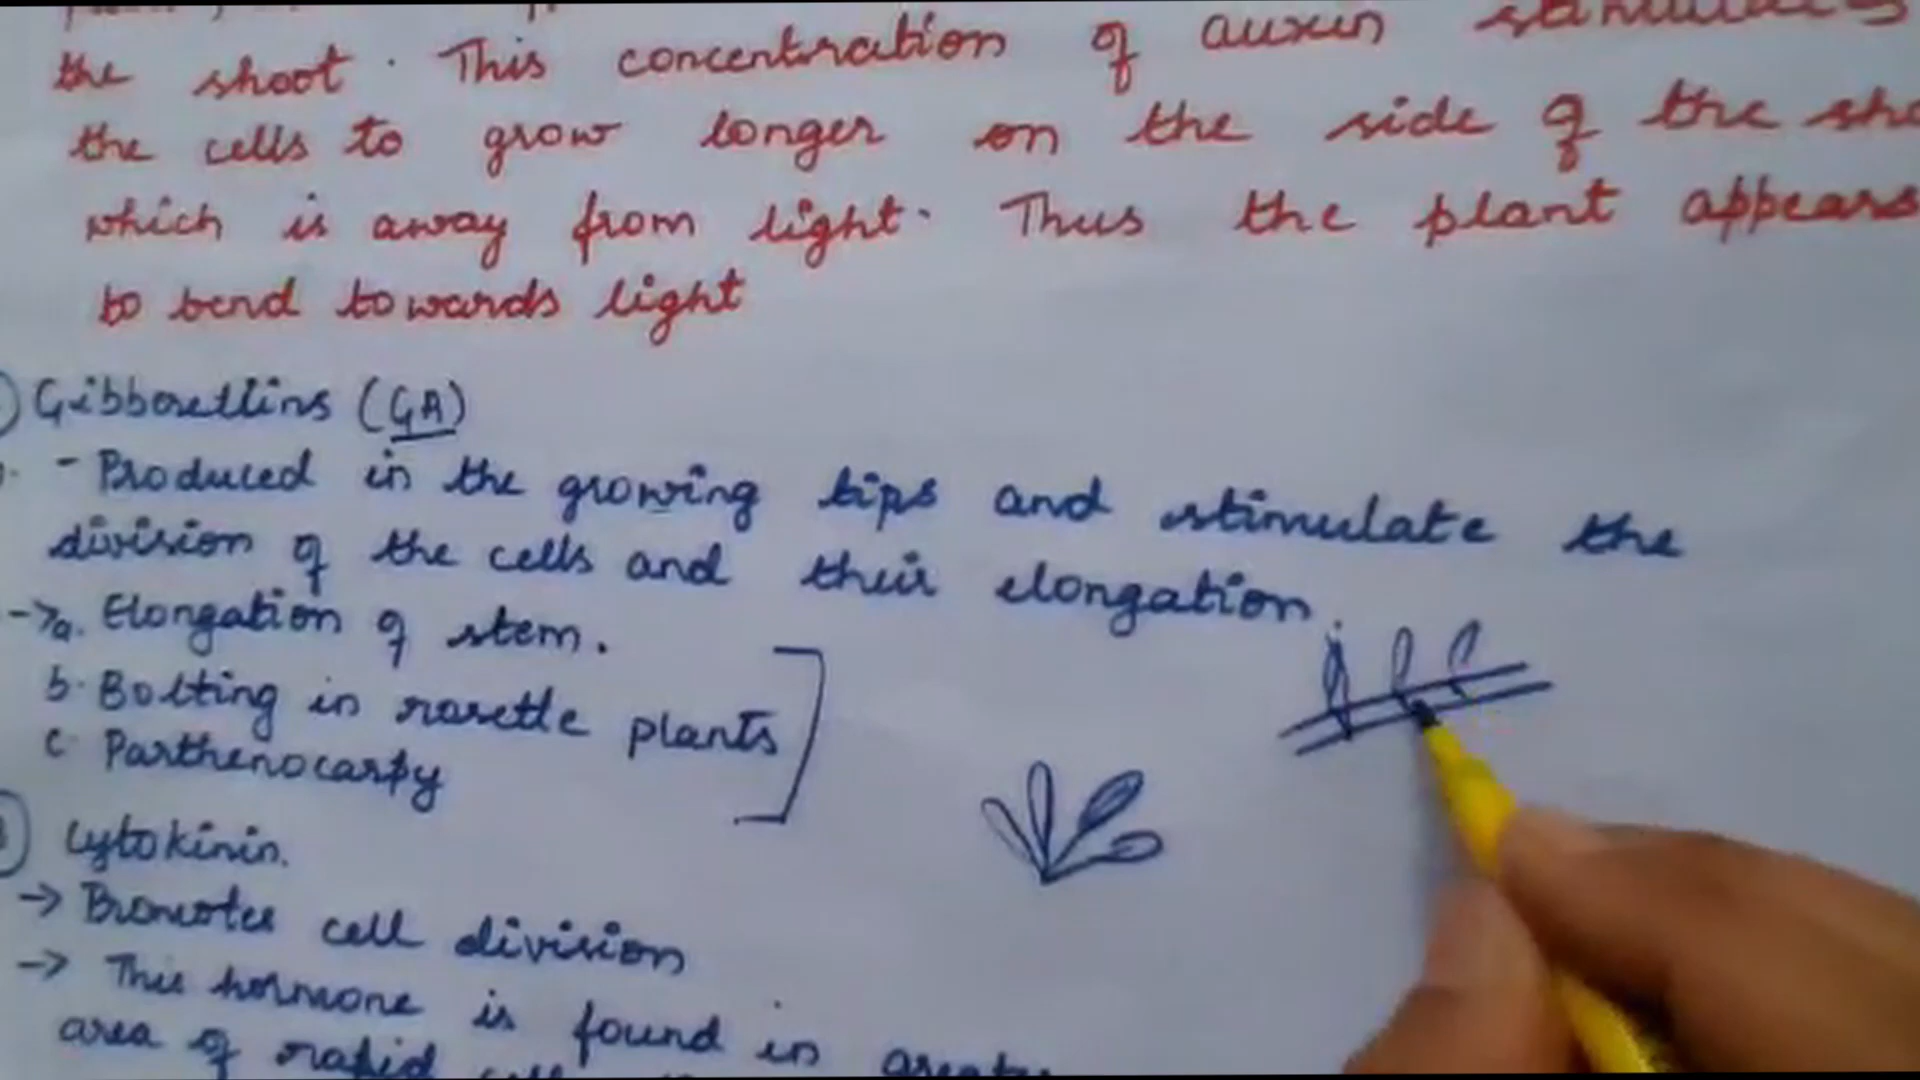 the shoot. This concentration of auxin stimulates
the cells to grow longer on the side of the sho
which is away from light. Thus the plant appears
to bend towards light
Gibberellins (GA)
- Produced in the growing tips and stimulate the
division of the cells and their elongation.
-> a. Elongation of stem.
b. Bolting in rosette plants
c Parthenocarpy
Cytokinin.
-> Promotes cell division
-> This hormone is found in
area of rapid